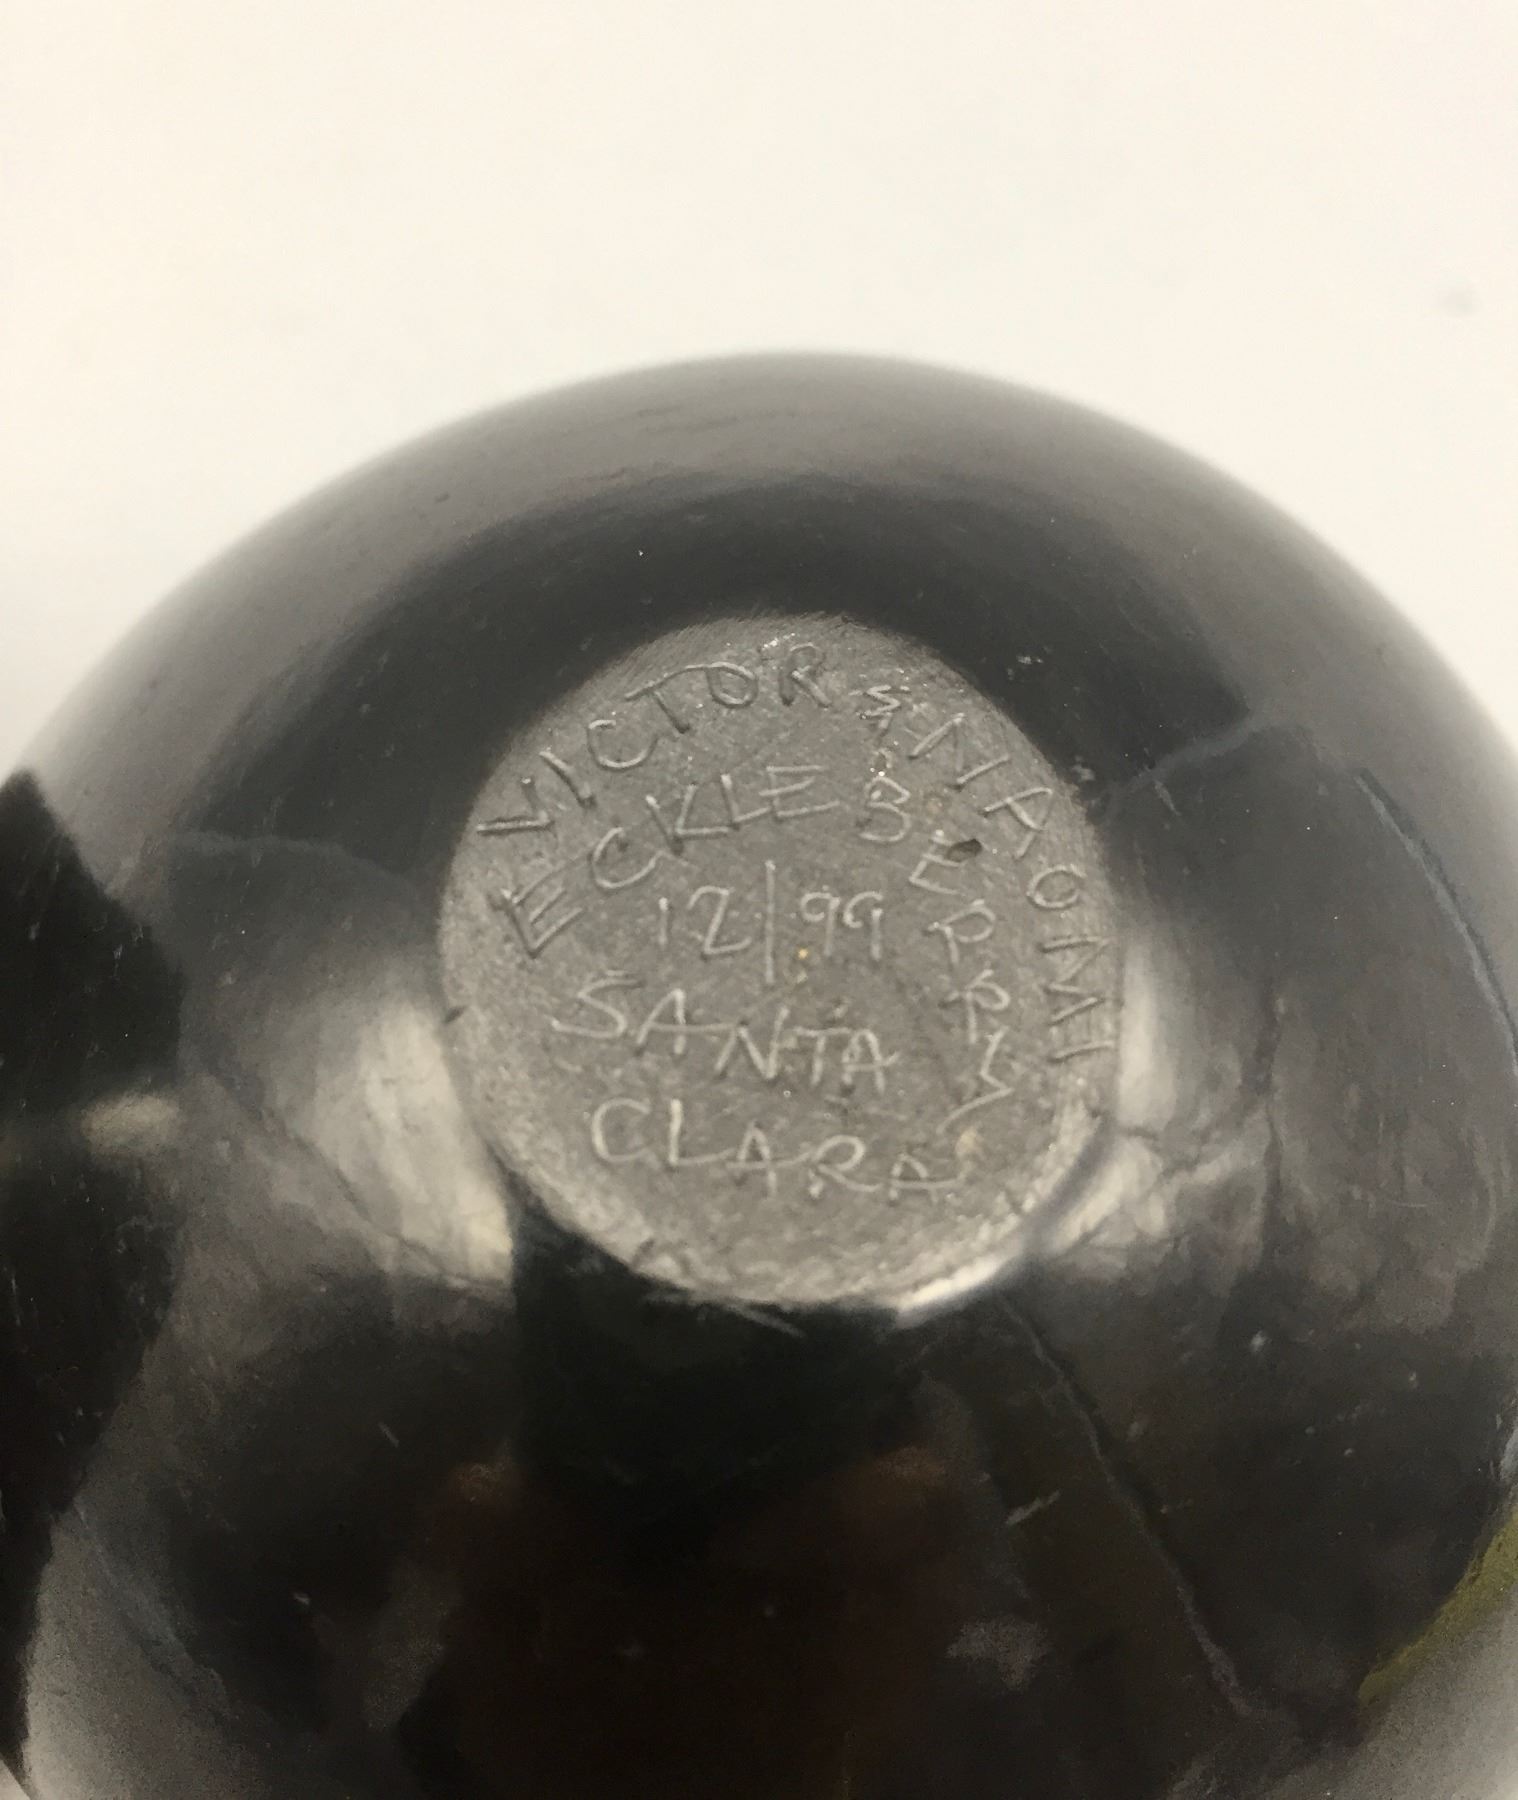 VICTOR & NAOMI
ECKLEBERRY
12/99
SANTA
CLARA